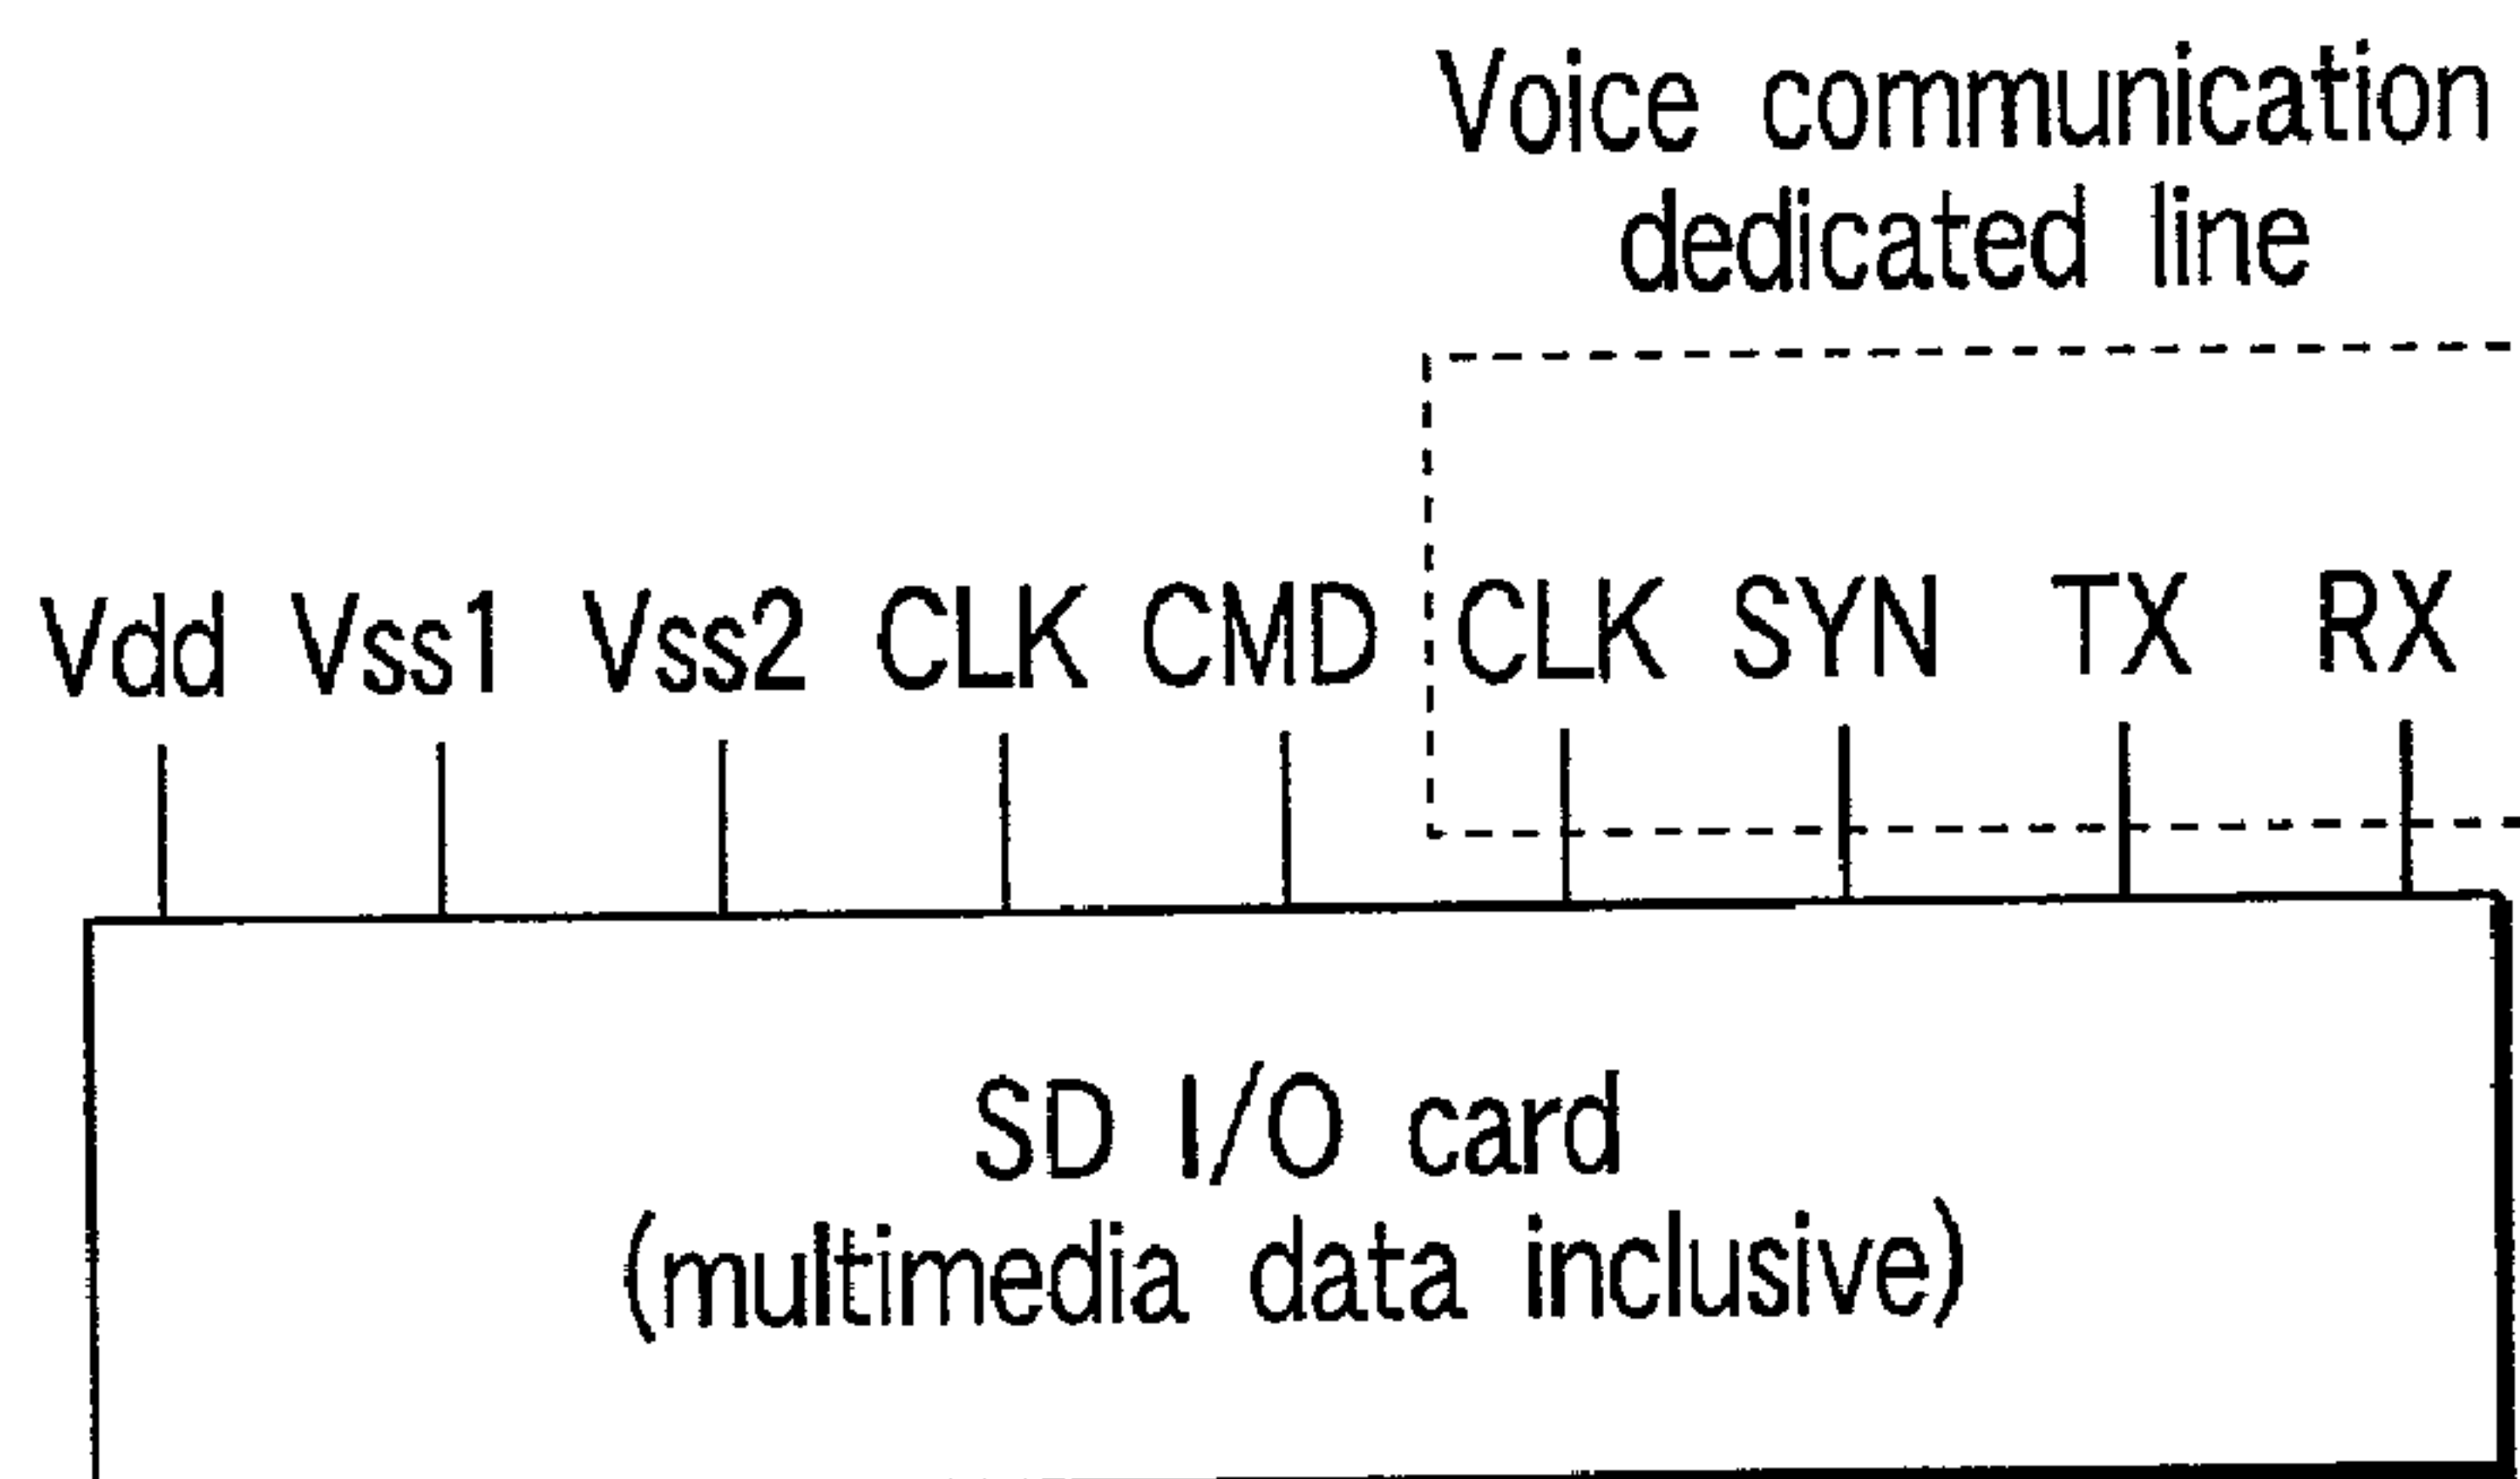 Voice communication
dedicated line
Vdd Vss1 Vss2 CLK CMD CLK SYN TX RX
SD I/O card
(multimedia data inclusive)